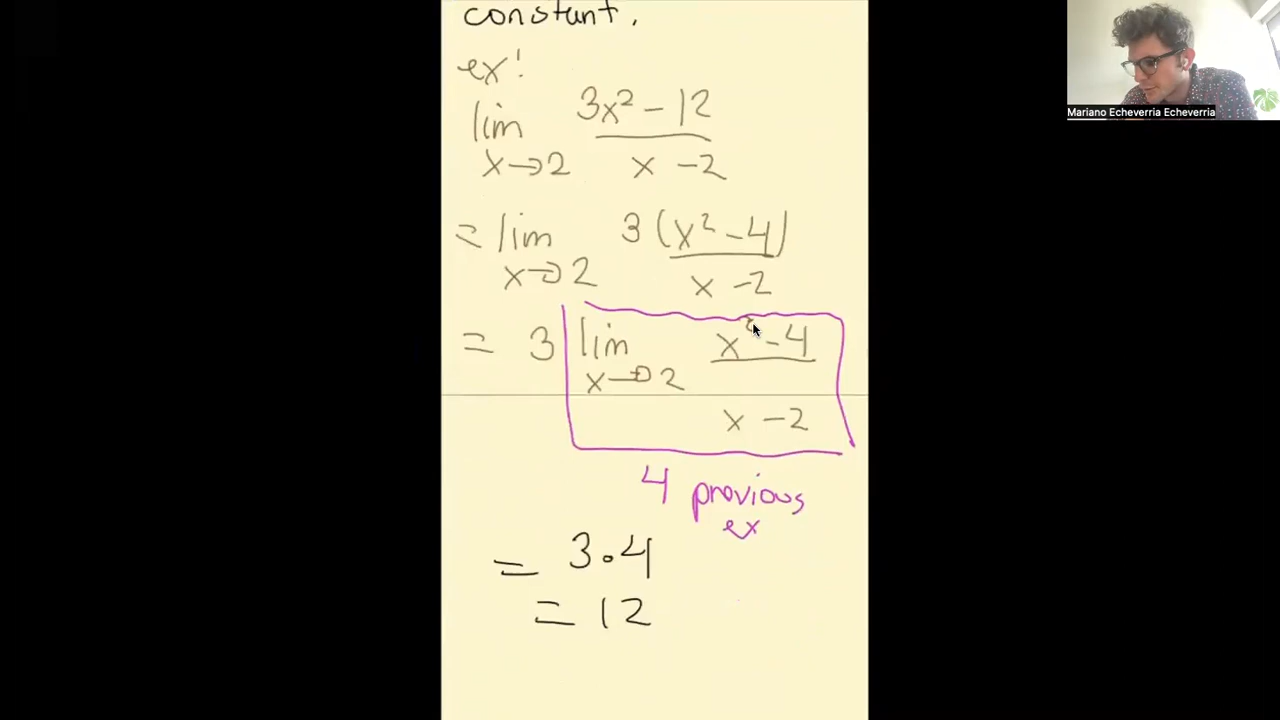 constant.
ex!
lim 3x² - 12
x→2 x - 2
= lim 3(x² - 4)
x→2 x - 2
= 3 lim x² - 4
x→2
x - 2
4 previous
ex
= 3•4
= 12
Mariano Echeverria Echeverria